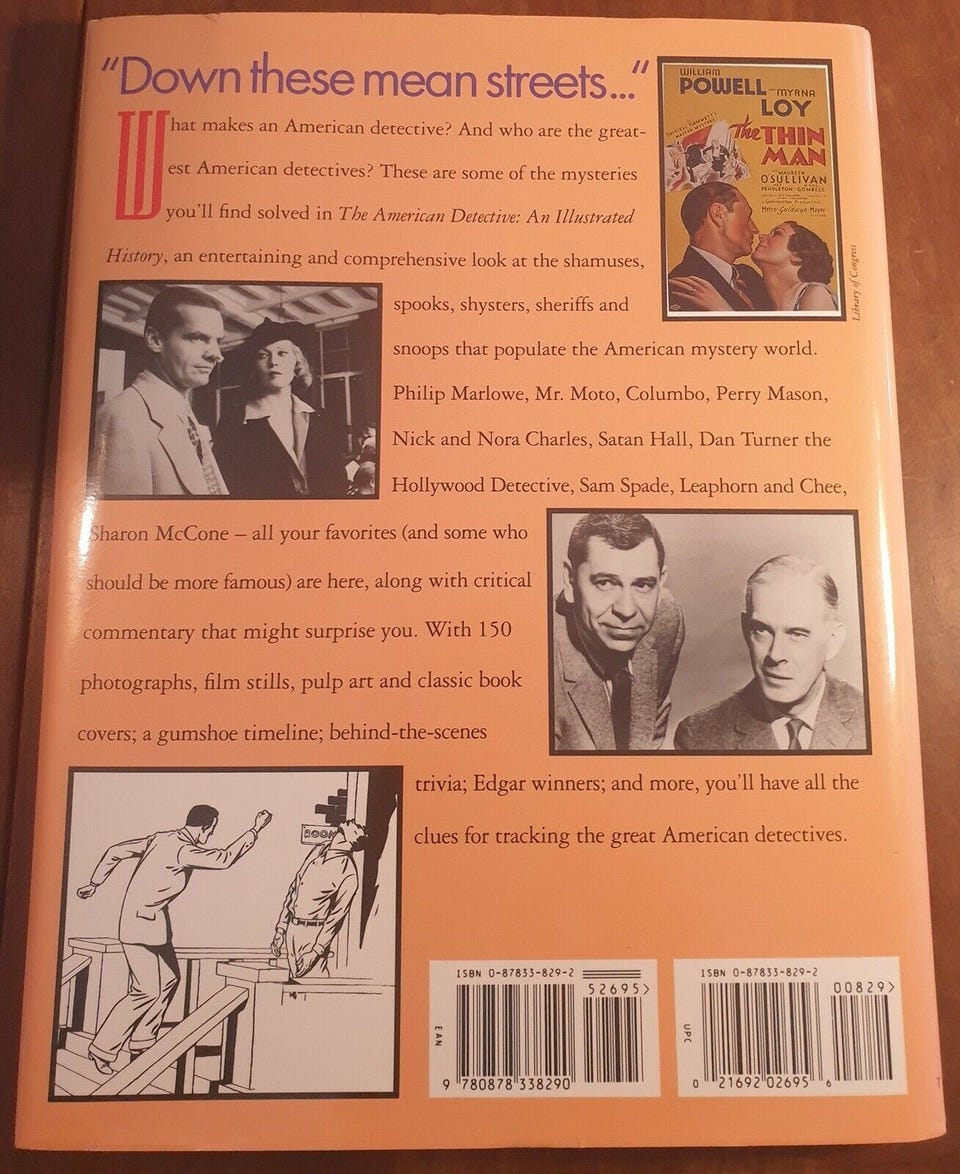 "Down these mean streets..."
What makes an American detective? And who are the great-
est American detectives? These are some of the mysteries
you'll find solved in The American Detective: An Illustrated
History, an entertaining and comprehensive look at the shamuses,
spooks, shysters, sheriffs and
snoops that populate the American mystery world.
Philip Marlowe, Mr. Moto, Columbo, Perry Mason,
Nick and Nora Charles, Satan Hall, Dan Turner the
Hollywood Detective, Sam Spade, Leaphorn and Chee,
Sharon McCone – all your favorites (and some who
should be more famous) are here, along with critical
commentary that might surprise you. With 150
photographs, film stills, pulp art and classic book
covers; a gumshoe timeline; behind-the-scenes
trivia; Edgar winners; and more, you'll have all the
clues for tracking the great American detectives.
WILLIAM
POWELL AND MYRNA
LOY
The THIN
MAN
MAUREEN
O'SULLIVAN
PENDLETON · GOMBELS
Metro-Goldwyn-Mayer
Library of Congress
ROOM
ISBN 0-87833-829-2
52695>
EAN
9 780878 338290
ISBN 0-87833-829-2
00829>
UPC
0 21692 02695 6